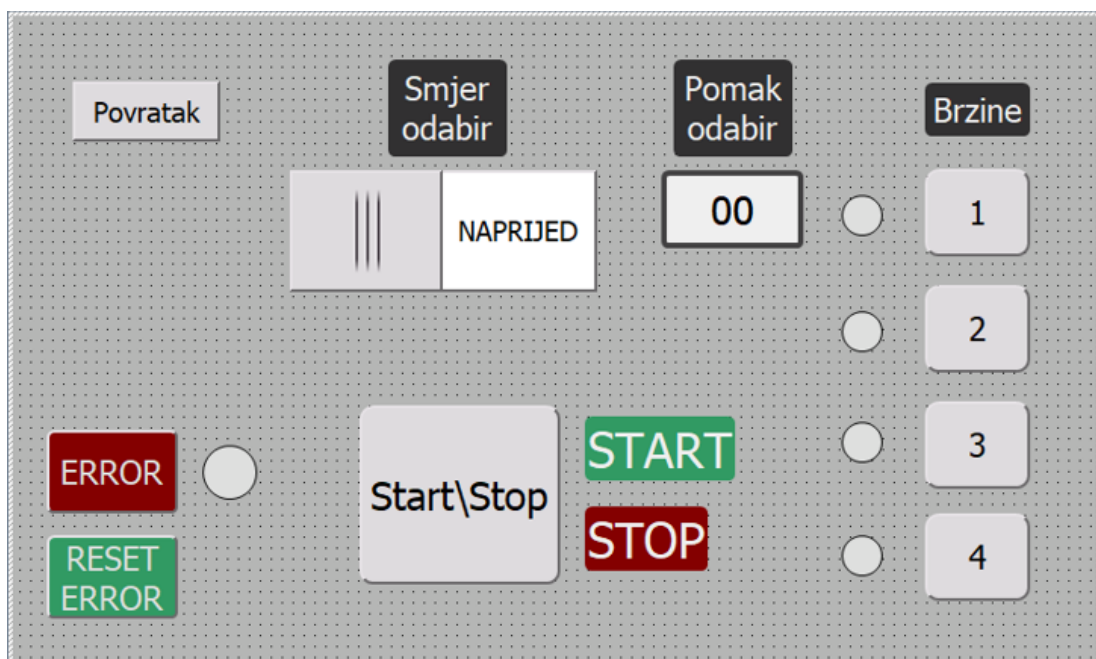 Povratak
Smjer
odabir
Pomak
odabir
Brzine
NAPRIJED
00
1
2
3
4
ERROR
RESET
ERROR
Start\Stop
START
STOP